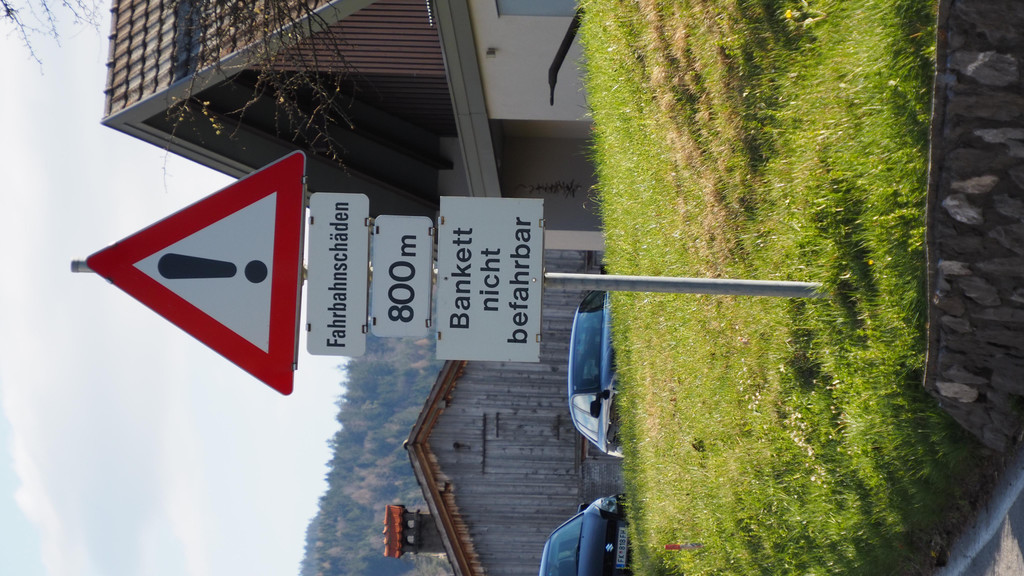 !
Fahrbahnschäden
800 m
Bankett
nicht
befahrbar